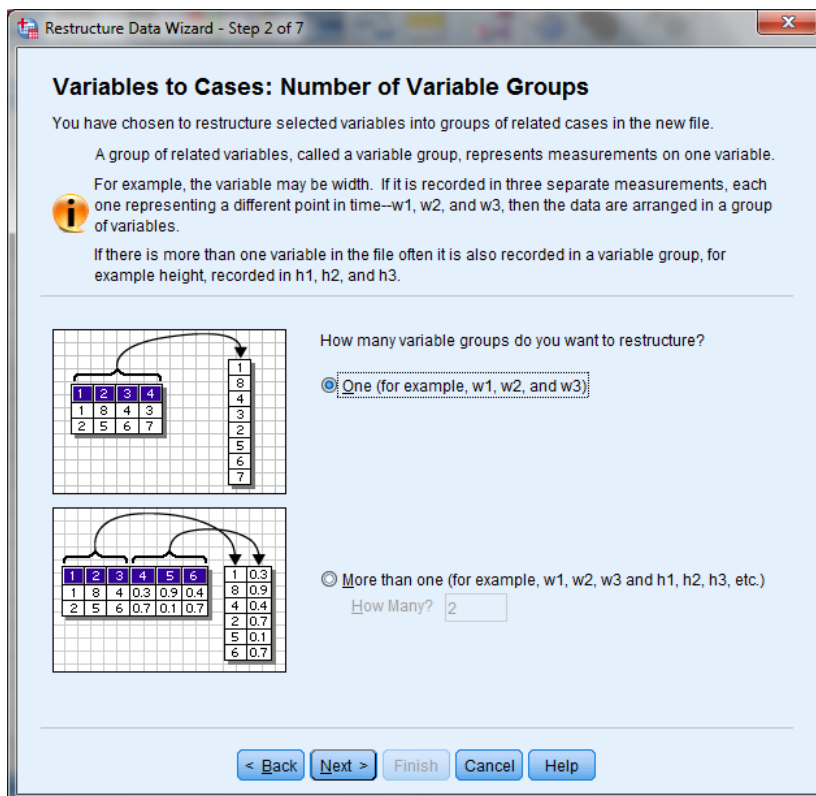 Restructure Data Wizard - Step 2 of 7
Variables to Cases: Number of Variable Groups
You have chosen to restructure selected variables into groups of related cases in the new file.
A group of related variables, called a variable group, represents measurements on one variable.
For example, the variable may be width. If it is recorded in three separate measurements, each
one representing a different point in time--w1, w2, and w3, then the data are arranged in a group
of variables.
If there is more than one variable in the file often it is also recorded in a variable group, for
example height, recorded in h1, h2, and h3.
How many variable groups do you want to restructure?
1
8
4
3
2
5
6
7
1 2 3 4
1 8 4 3
2 5 6 7
One (for example, w1, w2, and w3)
1 2 3 4 5 6
1 8 4 0.3 0.9 0.4
2 5 6 0.7 0.1 0.7
1 0.3
8 0.9
4 0.4
2 0.7
5 0.1
6 0.7
More than one (for example, w1, w2, w3 and h1, h2, h3, etc.)
How Many? 2
< Back Next > Finish Cancel Help